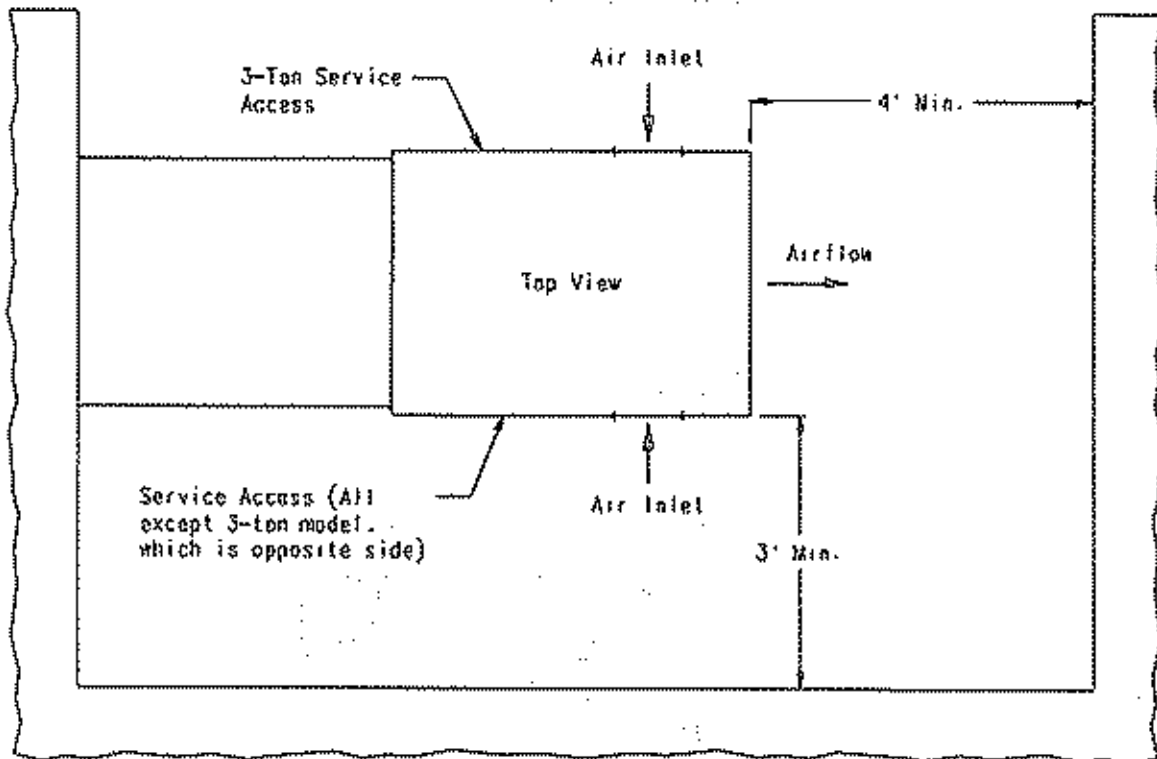 Air Inlet
3-Ton Service
Access
4' Min.
Airflow
Top View
Service Access (All
except 3-ton model.
which is opposite side)
Air Inlet
3' Min.